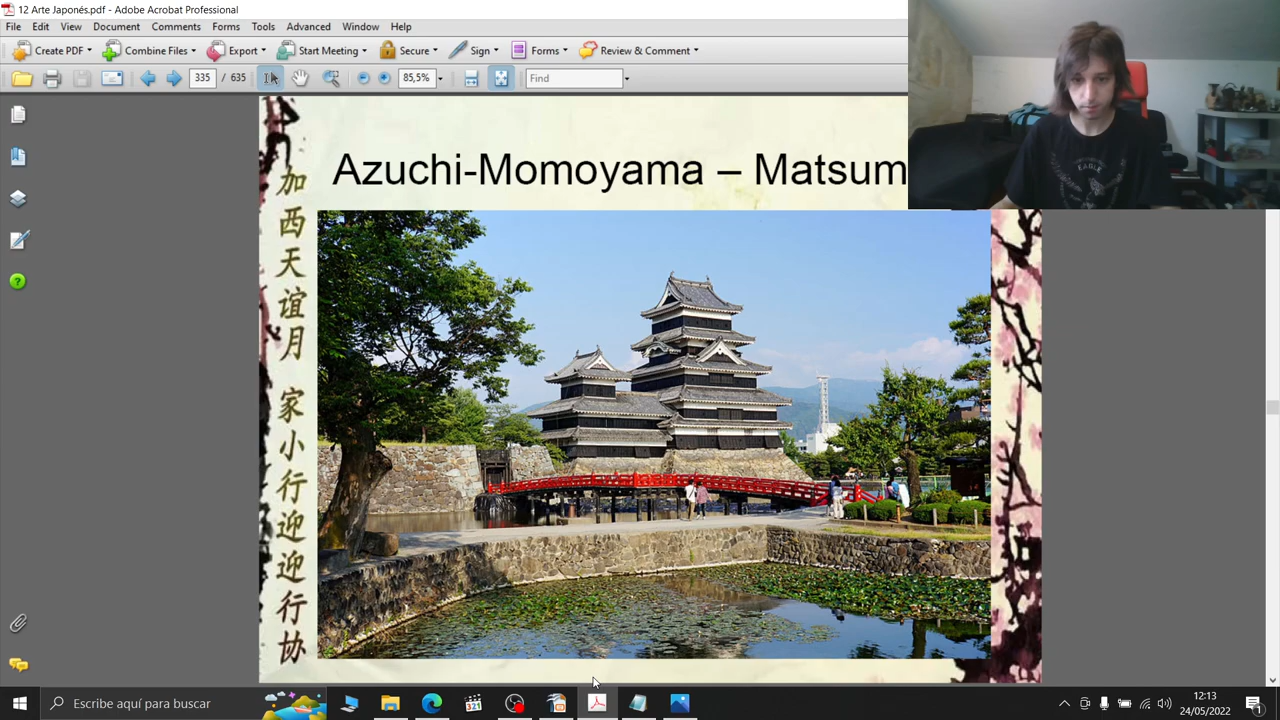 12 Arte Japonés.pdf - Adobe Acrobat Professional
File Edit View Document Comments Forms Tools Advanced Window Help
Create PDF Combine Files Export Start Meeting Secure Sign Forms Review & Comment
335 / 635 85,5% Find
Azuchi-Momoyama – Matsum
加
西
天
谊
月
家
小
行
迎
迎
行
协
EAGLE
Escribe aquí para buscar
321
12:13
24/05/2022
1